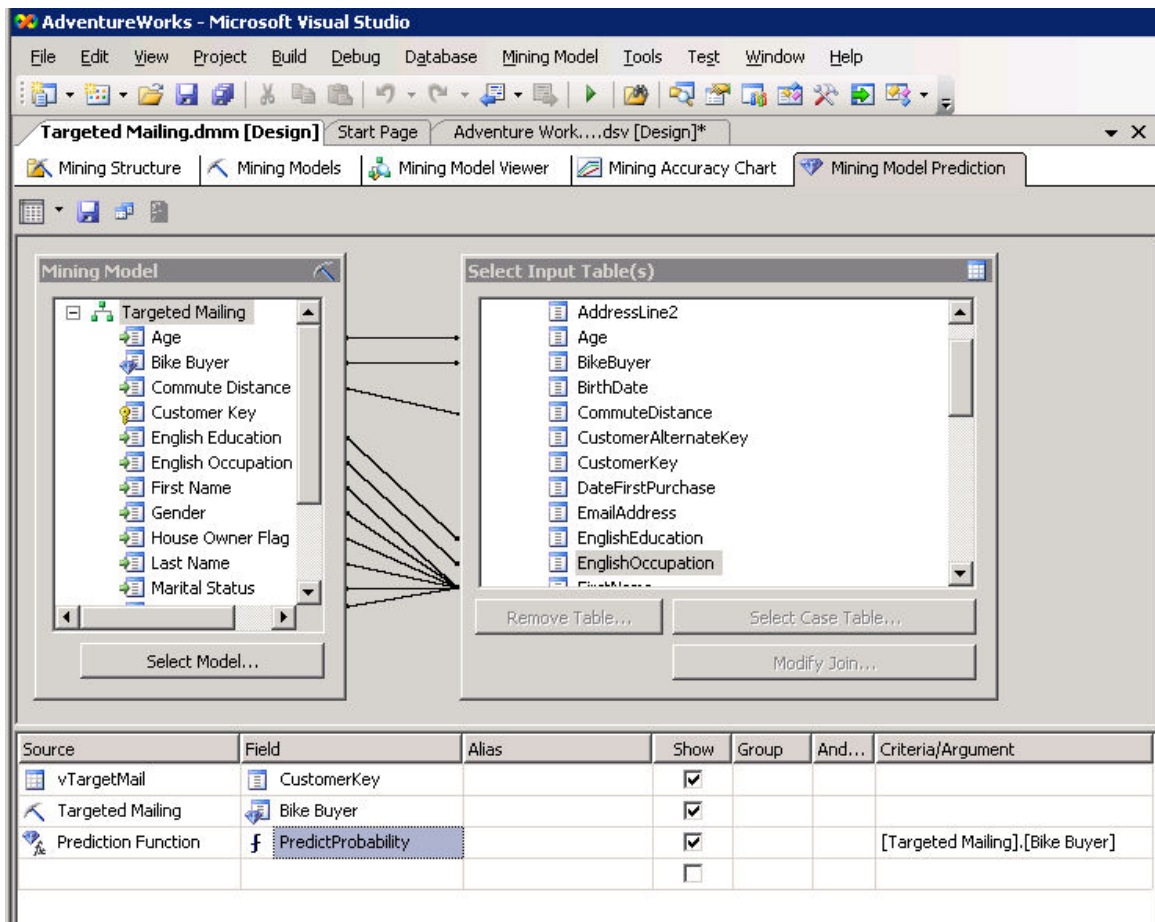 AdventureWorks - Microsoft Visual Studio
File Edit View Project Build Debug Database Mining Model Tools Test Window Help
Targeted Mailing.dmm [Design] Start Page Adventure Work....dsv [Design]*
Mining Structure Mining Models Mining Model Viewer Mining Accuracy Chart Mining Model Prediction
Mining Model
Targeted Mailing
Age
Bike Buyer
Commute Distance
Customer Key
English Education
English Occupation
First Name
Gender
House Owner Flag
Last Name
Marital Status
Select Model...
Select Input Table(s)
AddressLine2
Age
BikeBuyer
BirthDate
CommuteDistance
CustomerAlternateKey
CustomerKey
DateFirstPurchase
EmailAddress
EnglishEducation
EnglishOccupation
FirstName
Remove Table... Select Case Table...
Modify Join...
Source Field Alias Show Group And... Criteria/Argument
vTargetMail CustomerKey
Targeted Mailing Bike Buyer
Prediction Function PredictProbability [Targeted Mailing].[Bike Buyer]